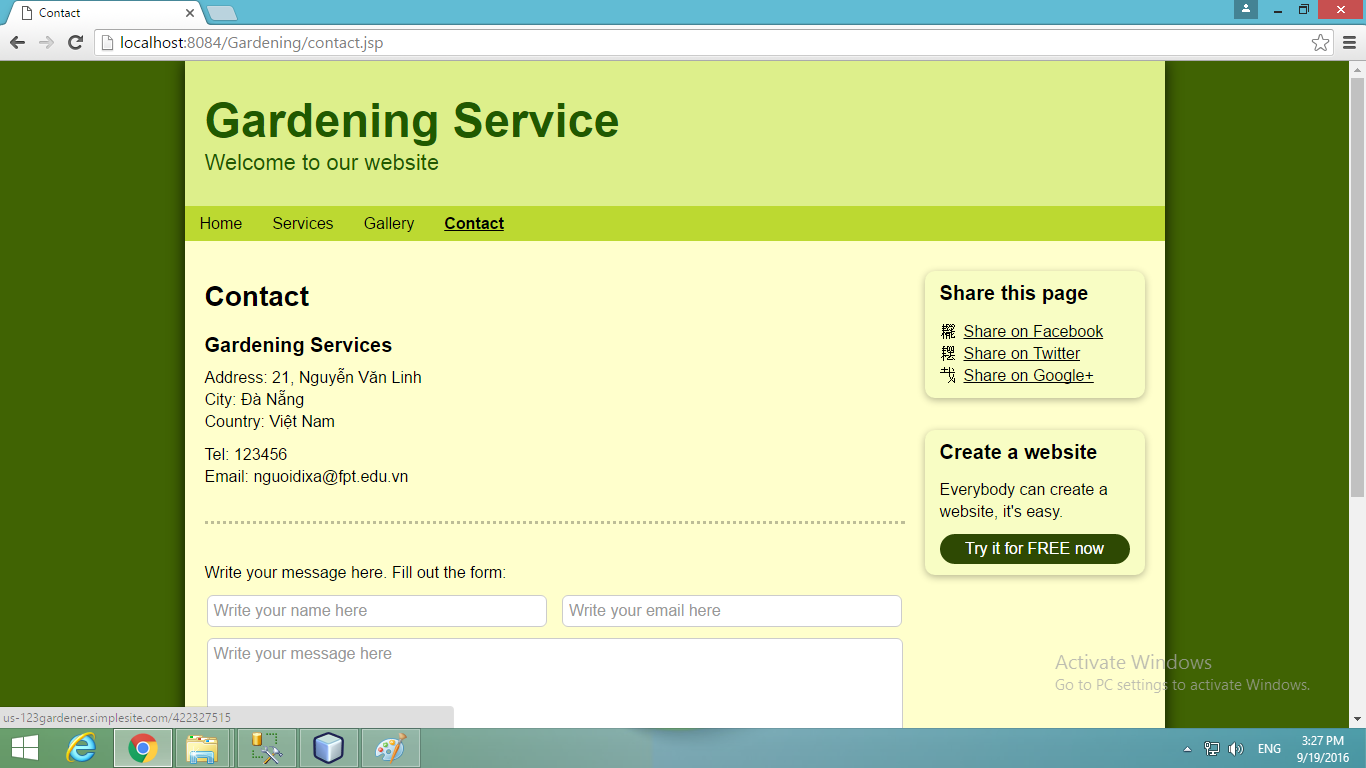 Contact
localhost:8084/Gardening/contact.jsp
Gardening Service
Welcome to our website
Home Services Gallery Contact
Contact
Gardening Services
Address: 21, Nguyễn Văn Linh
City: Đà Nẵng
Country: Việt Nam
Tel: 123456
Email: nguoidixa@fpt.edu.vn
Write your message here. Fill out the form:
Write your name here Write your email here
Write your message here
Share this page
Share on Facebook
Share on Twitter
Share on Google+
Create a website
Everybody can create a
website, it's easy.
Try it for FREE now
Activate Windows
Go to PC settings to activate Windows.
us-123gardener.simplesite.com/422327515
ENG
3:27 PM
9/19/2016